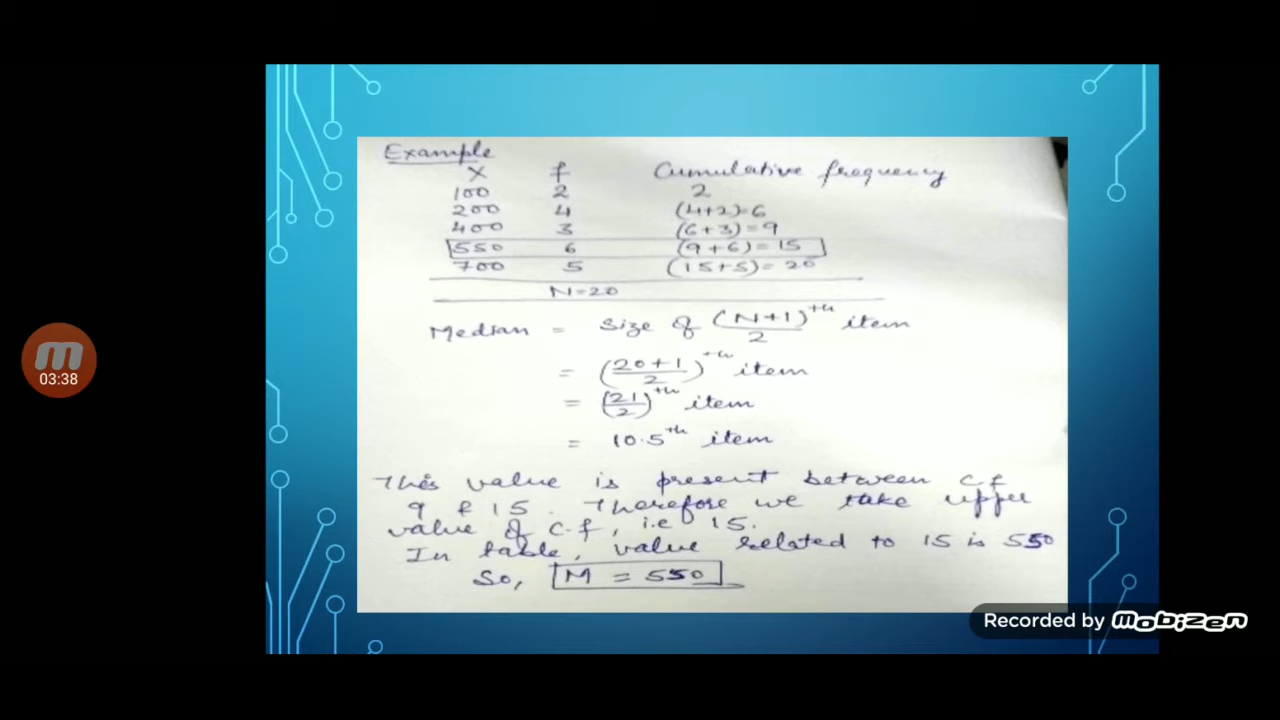 Example
X f Cumulative frequency
100 2 2
200 4 (4+2)=6
400 3 (6+3)=9
550 6 (9+6)=15
700 5 (15+5)=20
N=20
Median = Size of (N+1/2)th item
= (20+1/2)th item
= (21/2)th item
= 10.5th item
This value is present between c.f
9 & 15. Therefore we take upper
value of c.f, i.e 15.
In table, value related to 15 is 550
So, M = 550
03:38
Recorded by mobizen